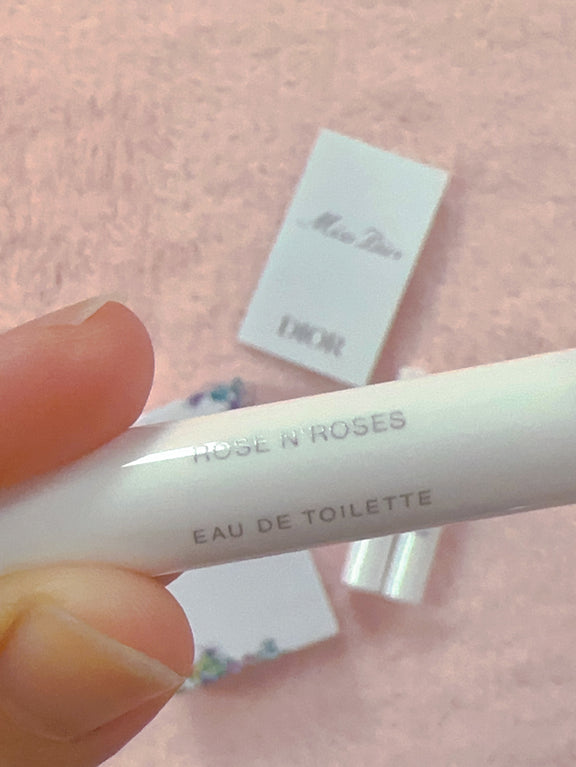 Miss Dior
DIOR
ROSE N'ROSES
EAU DE TOILETTE